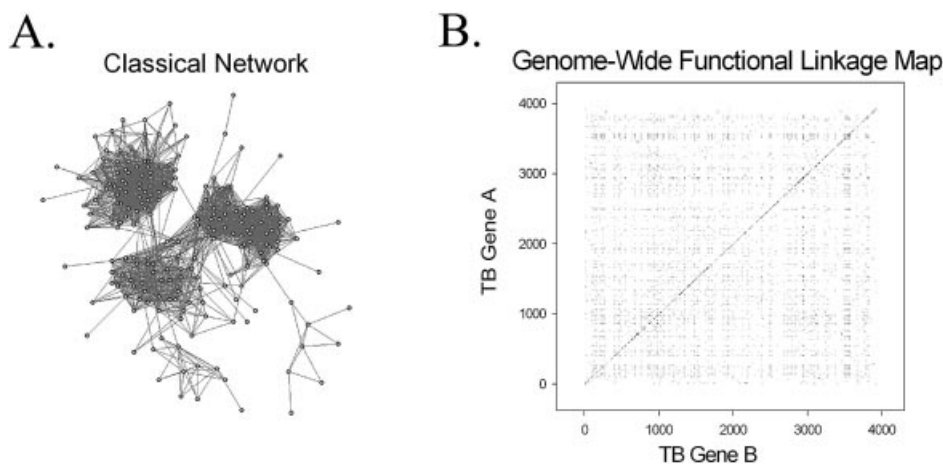 A.
Classical Network
B.
Genome-Wide Functional Linkage Map
TB Gene A
4000
3000
2000
1000
0
0 1000 2000 3000 4000
TB Gene B